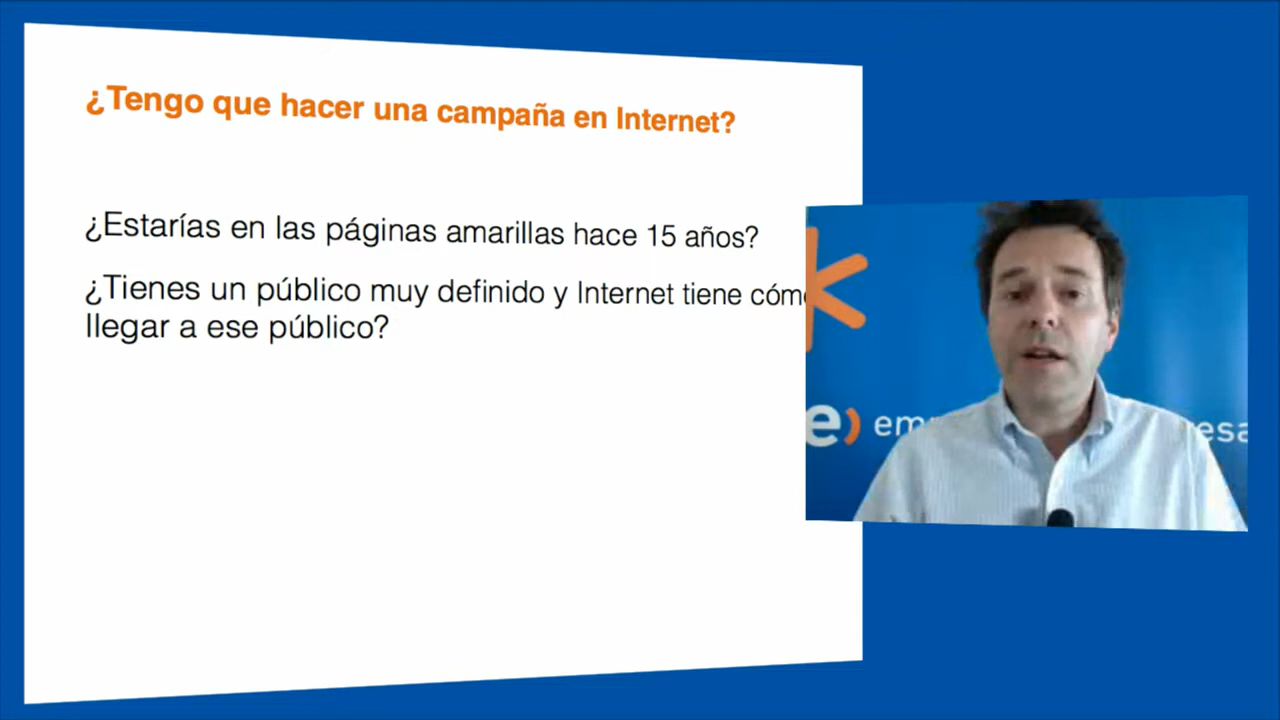 ¿Tengo que hacer una campaña en Internet?
¿Estarías en las páginas amarillas hace 15 años?
¿Tienes un público muy definido y Internet tiene cómo
llegar a ese público?
e)